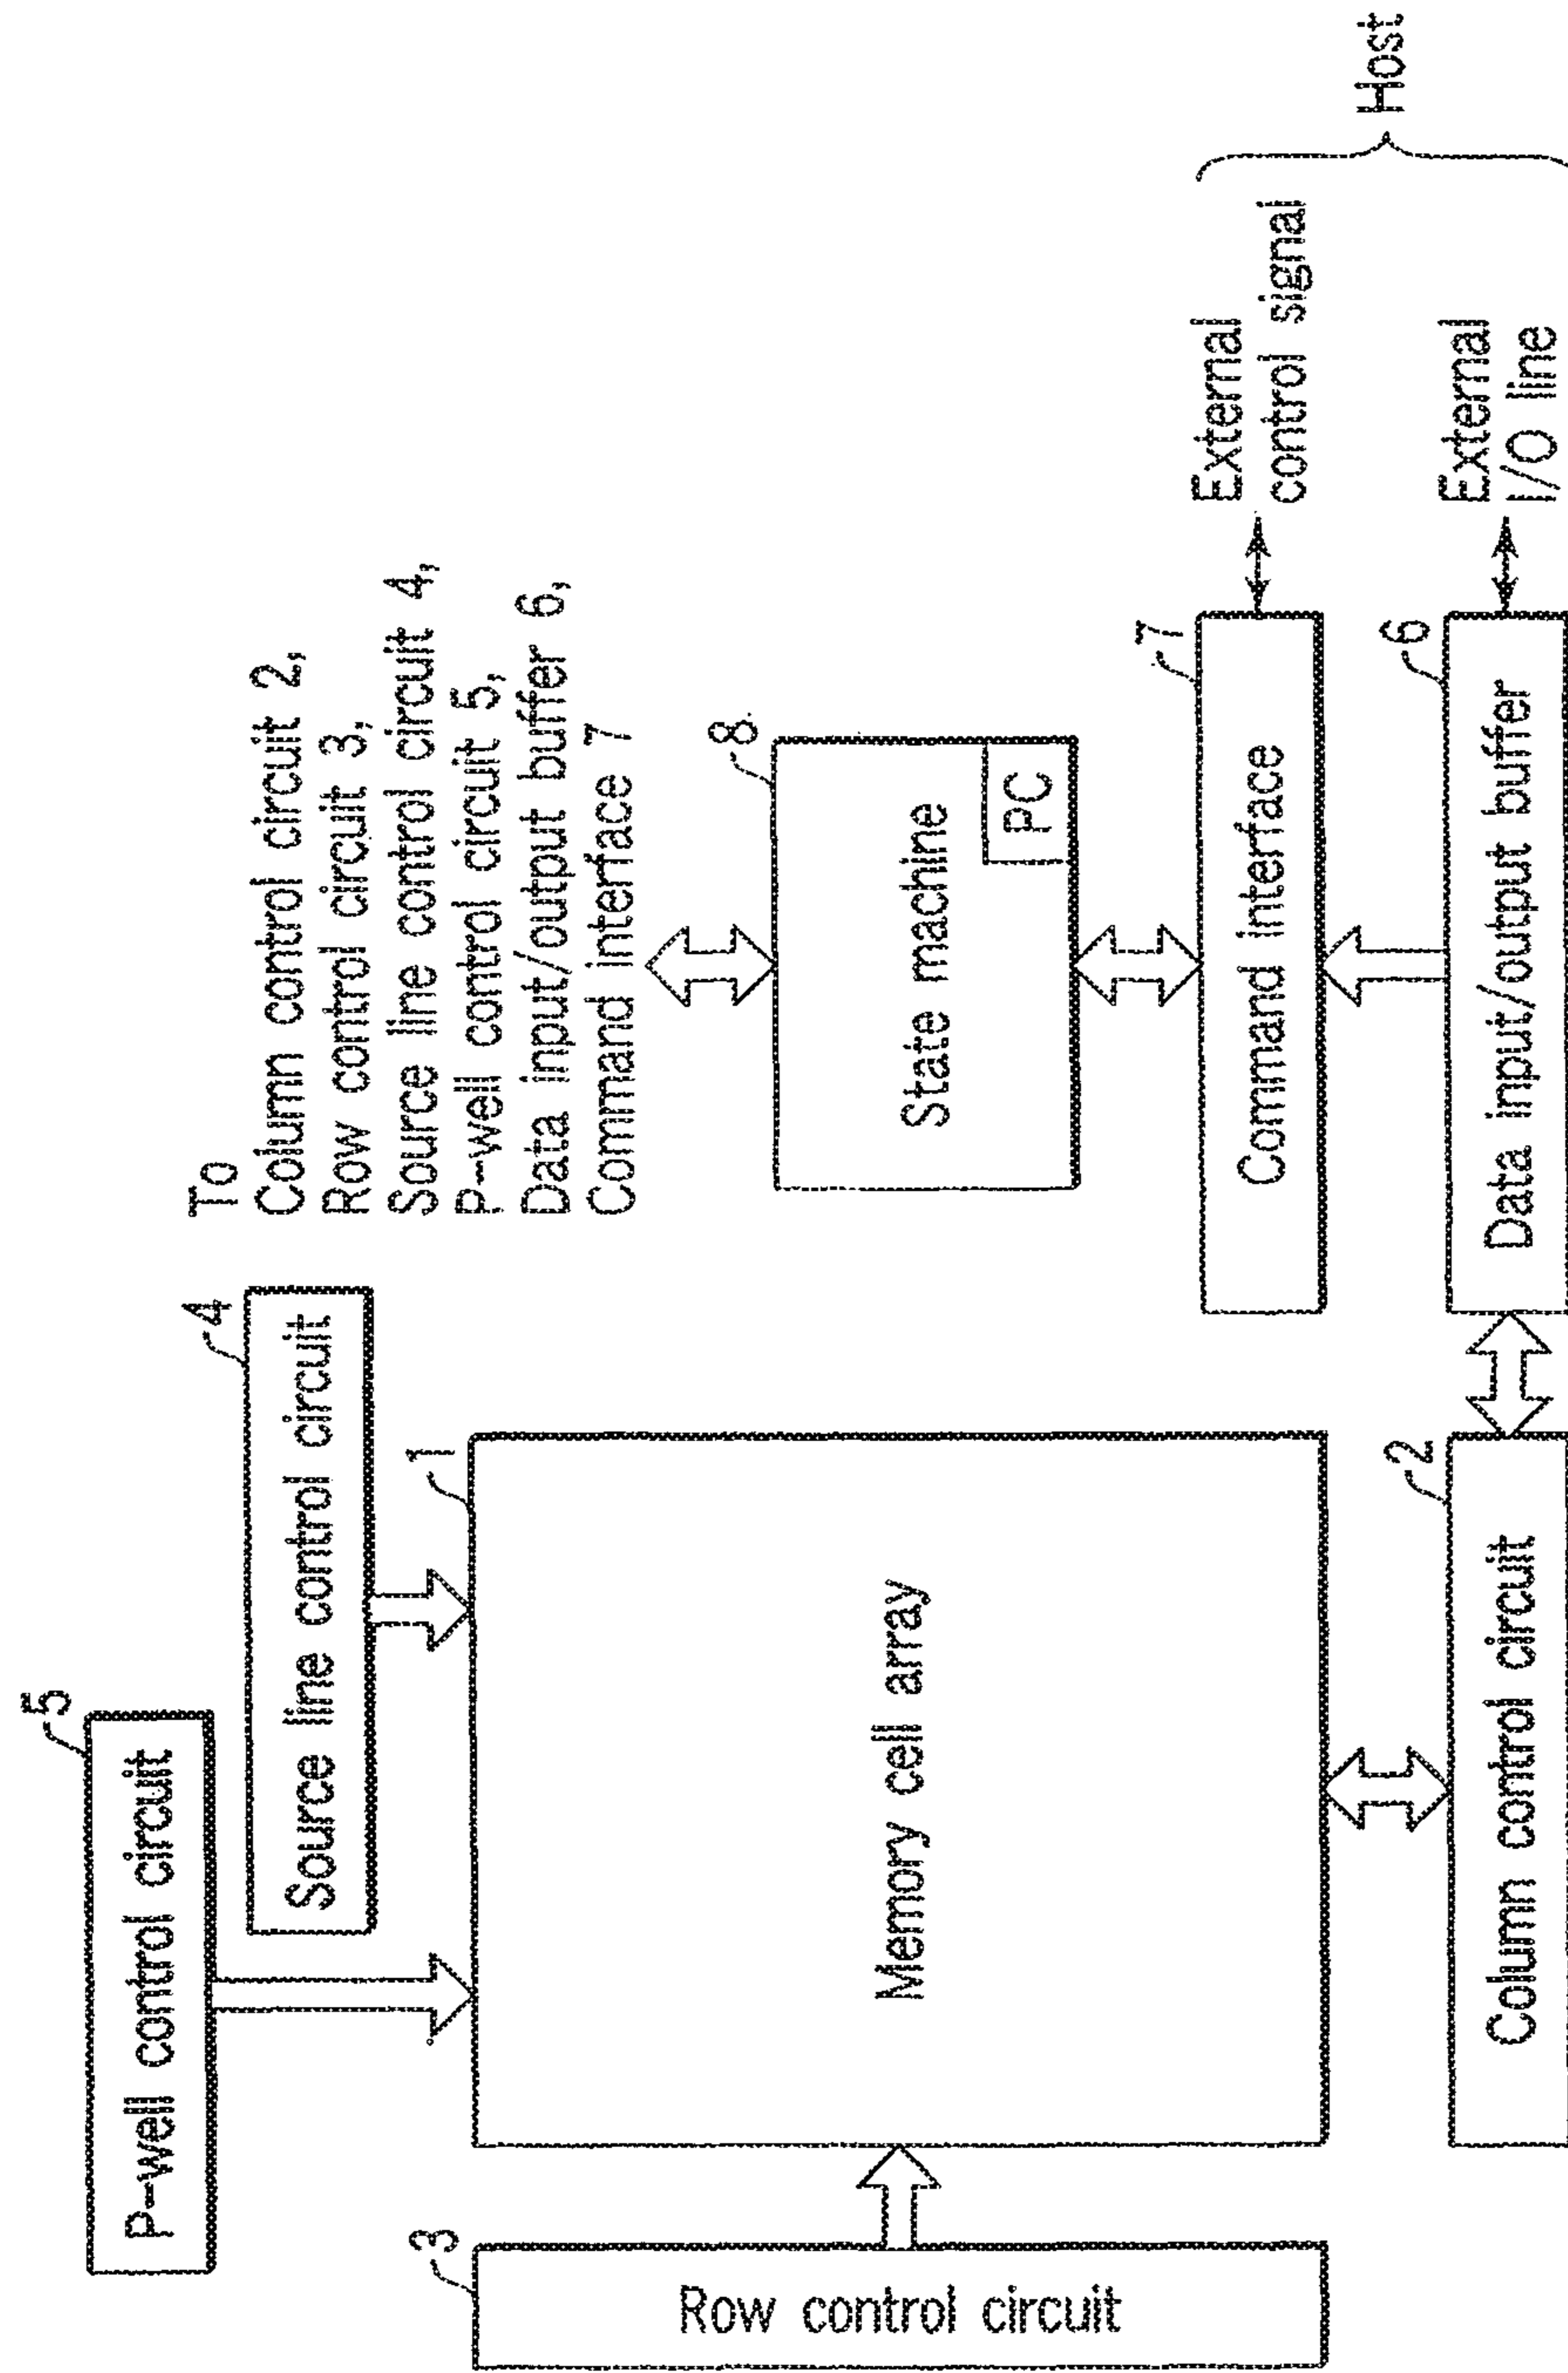 5
P-well control circuit
4
Source line control circuit
To
Column control circuit 2,
Row control circuit 3,
Source line control circuit 4,
P-well control circuit 5,
Data input/output buffer 6,
Command interface 7
3
Row control circuit
1
Memory cell array
8
State machine
PC
7
Command interface
External
control signal
Host
2
Column control circuit
6
Data input/output buffer
External
I/O line